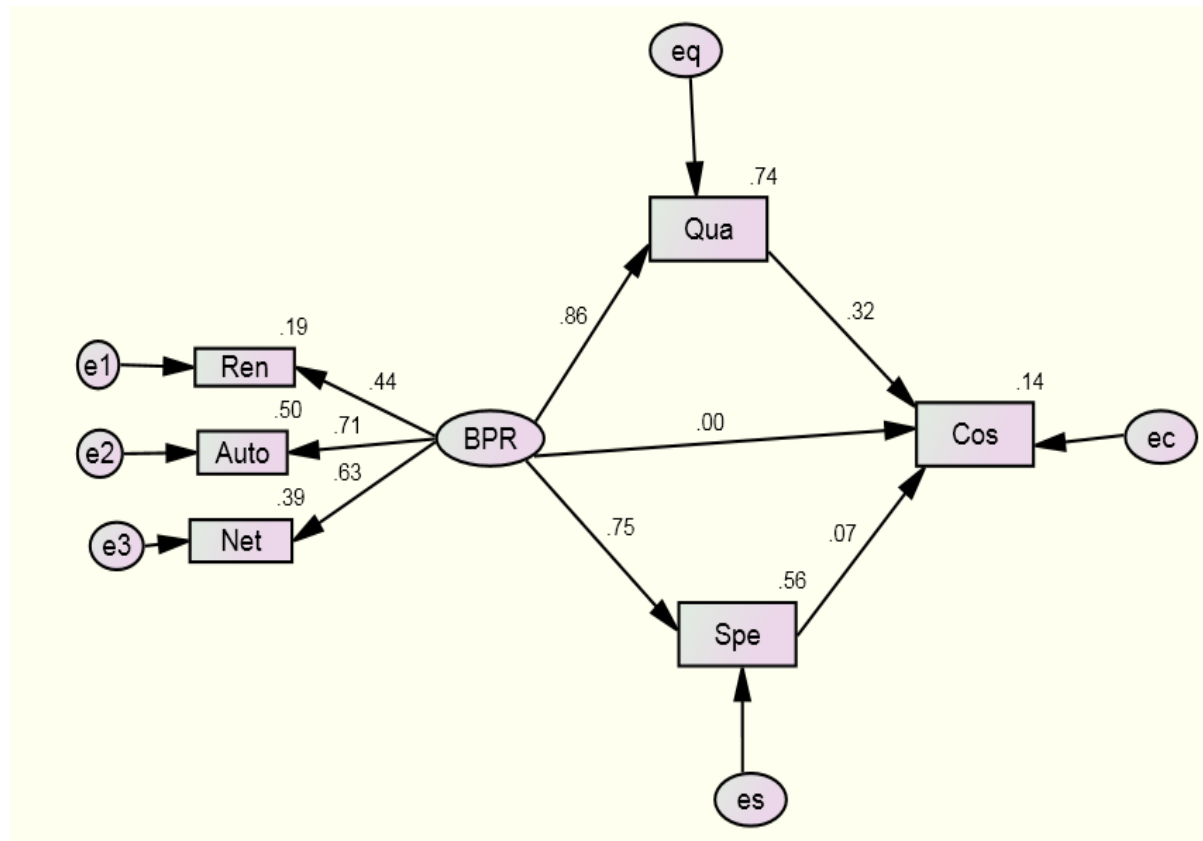 eq
.74
Qua
.86
.32
.19
e1
Ren
.44
.14
.50
.71
.00
Cos
ec
e2
Auto
BPR
.63
.39
e3
Net
.75
.07
.56
Spe
es